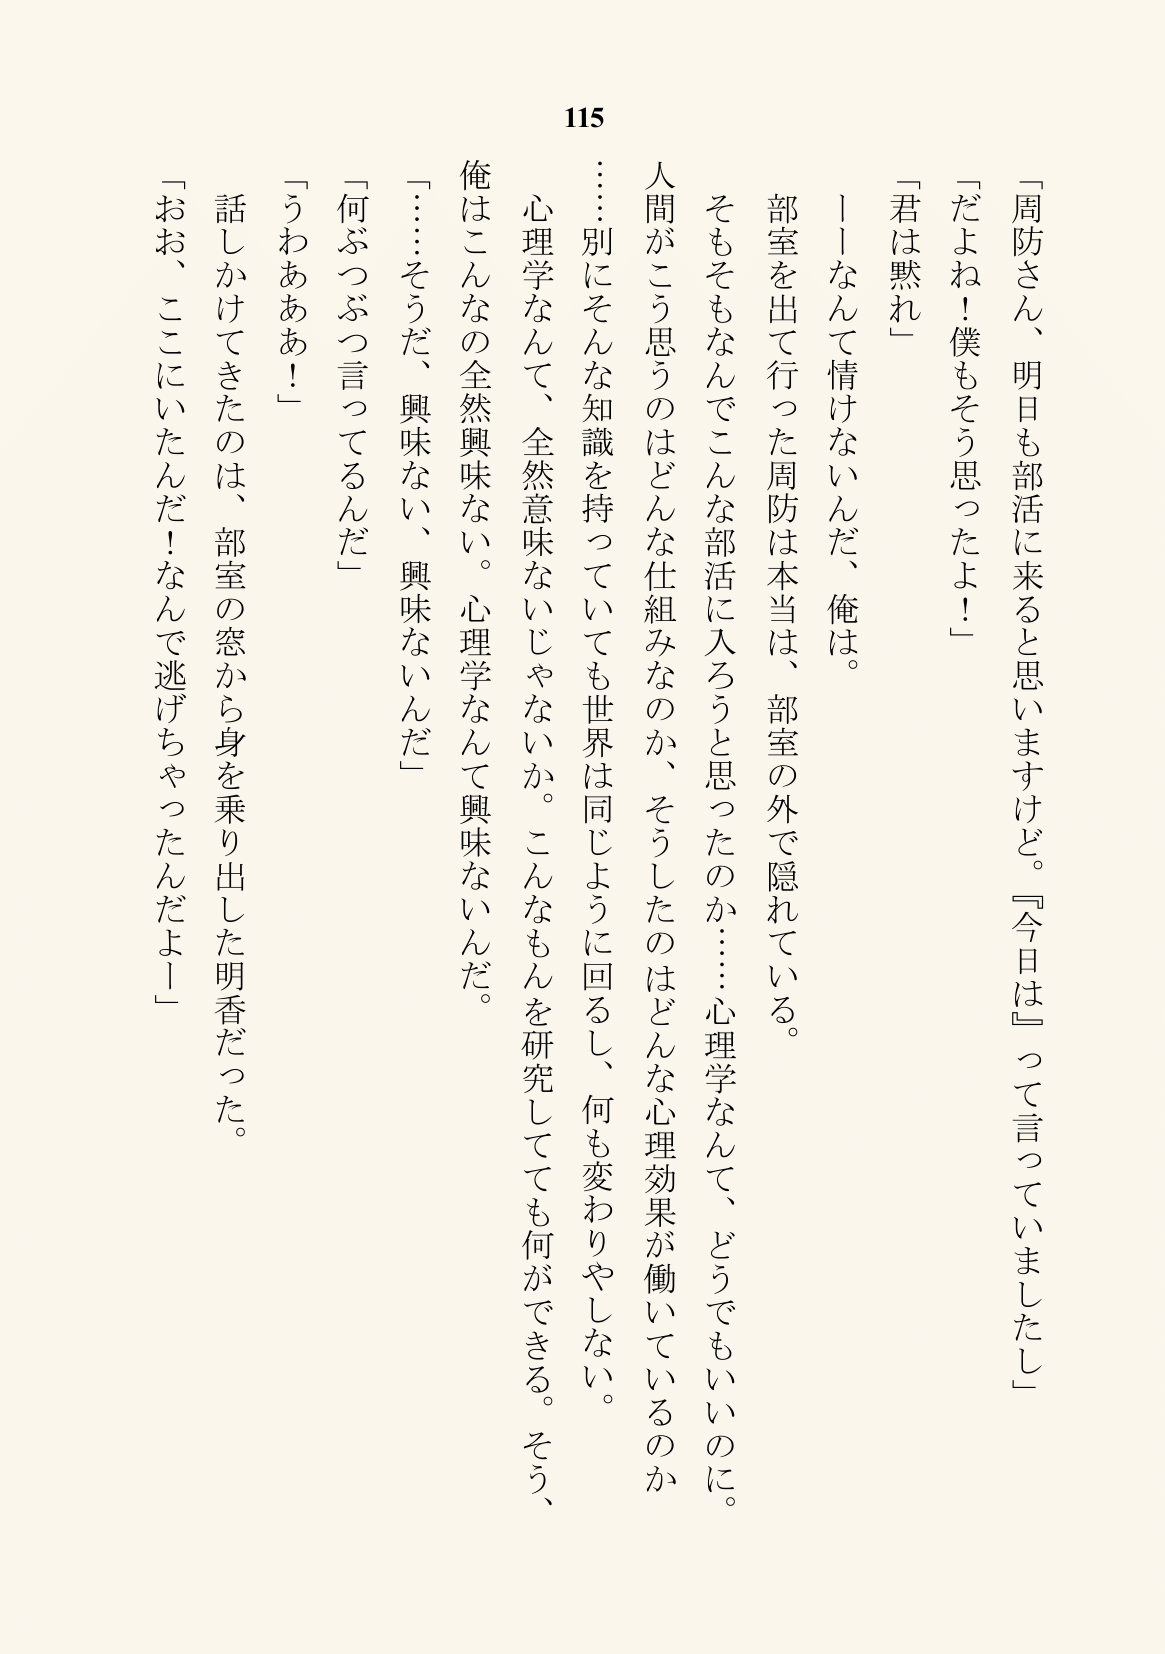 115
「周防さん、明日も部活に来ると思いますけど。『今日は』って言っていましたし」
「だよね！僕もそう思ったよ！」
「君は黙れ」
　ーーなんて情けないんだ、俺は。
　部室を出て行った周防は本当は、部室の外で隠れている。
　そもそもなんでこんな部活に入ろうと思ったのか……心理学なんて、どうでもいいのに。
人間がこう思うのはどんな仕組みなのか、そうしたのはどんな心理効果が働いているのか
……別にそんな知識を持っていても世界は同じように回るし、何も変わりやしない。
　心理学なんて、全然意味ないじゃないか。こんなもんを研究してても何ができる。そう、
俺はこんなの全然興味ない。心理学なんて興味ないんだ。
「……そうだ、興味ない、興味ないんだ」
「何ぶつぶつ言ってるんだ」
「うわあああ！」
　話しかけてきたのは、部室の窓から身を乗り出した明香だった。
「おお、ここにいたんだ！なんで逃げちゃったんだよー」